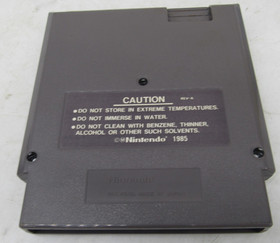 CAUTION
•DO NOT STORE IN EXTREME TEMPERATURES.
•DO NOT IMMERSE IN WATER.
•DO NOT CLEAN WITH BENZENE, THINNER,
ALCOHOL OR OTHER SUCH SOLVENTS.
©Nintendo 1985